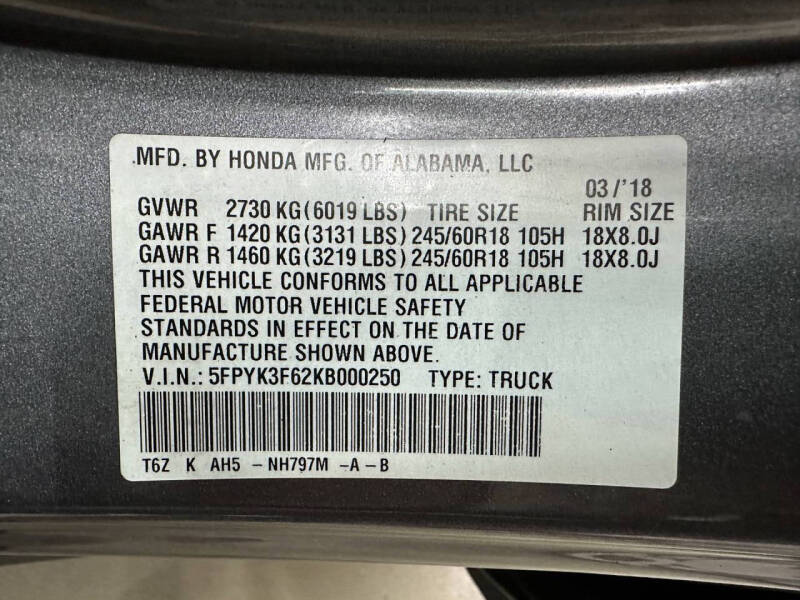 MFD. BY HONDA MFG. OF ALABAMA, LLC
03/'18
GVWR 2730 KG(6019 LBS) TIRE SIZE RIM SIZE
GAWR F 1420 KG(3131 LBS) 245/60R18 105H 18X8.0J
GAWR R 1460 KG(3219 LBS) 245/60R18 105H 18X8.0J
THIS VEHICLE CONFORMS TO ALL APPLICABLE
FEDERAL MOTOR VEHICLE SAFETY
STANDARDS IN EFFECT ON THE DATE OF
MANUFACTURE SHOWN ABOVE.
V.I.N.: 5FPYK3F62KB000250 TYPE: TRUCK
T6Z K AH5 -NH797M -A-B